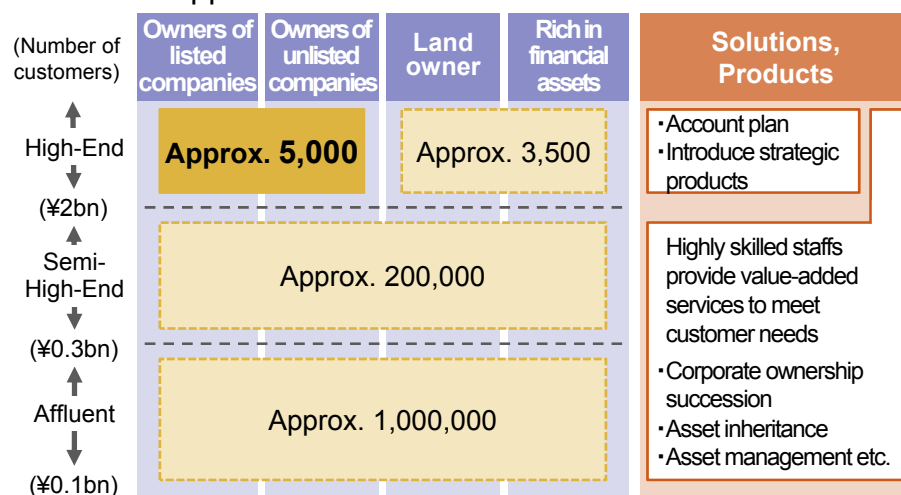 (Number of
customers)
Owners of
listed
companies
Owners of
unlisted
companies
Land
owner
Rich in
financial
assets
Solutions,
Products
High-End
Approx. 5,000
Approx. 3,500
・Account plan
・Introduce strategic
products
(¥2bn)
Semi-
High-End
Approx. 200,000
Highly skilled staffs
provide value-added
services to meet
customer needs
(¥0.3bn)
Affluent
Approx. 1,000,000
・Corporate ownership
succession
・Asset inheritance
・Asset management etc.
(¥0.1bn)